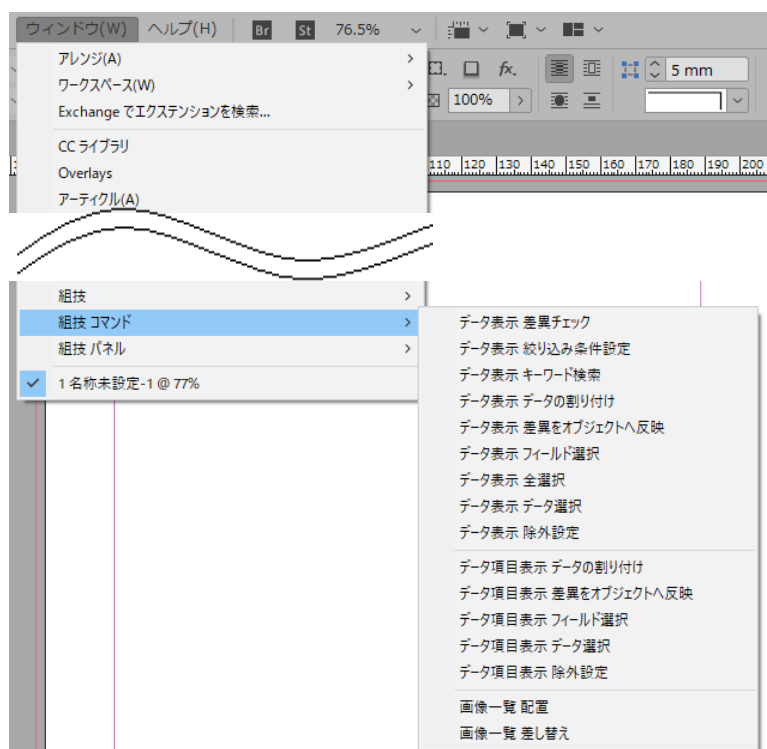 ウィンドウ(W) ヘルプ(H) Br St 76.5%
アレンジ(A)
ワークスペース(W)
Exchange でエクステンションを検索...
CC ライブラリ
Overlays
アーティクル(A)
fx. 5 mm
100%
110 120 130 140 150 160 170 180 190 200
組技
組技 コマンド
組技 パネル
1 名称未設定-1 @ 77%
データ表示 差異チェック
データ表示 絞り込み条件設定
データ表示 キーワード検索
データ表示 データの割り付け
データ表示 差異をオブジェクトへ反映
データ表示 フィールド選択
データ表示 全選択
データ表示 データ選択
データ表示 除外設定
データ項目表示 データの割り付け
データ項目表示 差異をオブジェクトへ反映
データ項目表示 フィールド選択
データ項目表示 データ選択
データ項目表示 除外設定
画像一覧 配置
画像一覧 差し替え